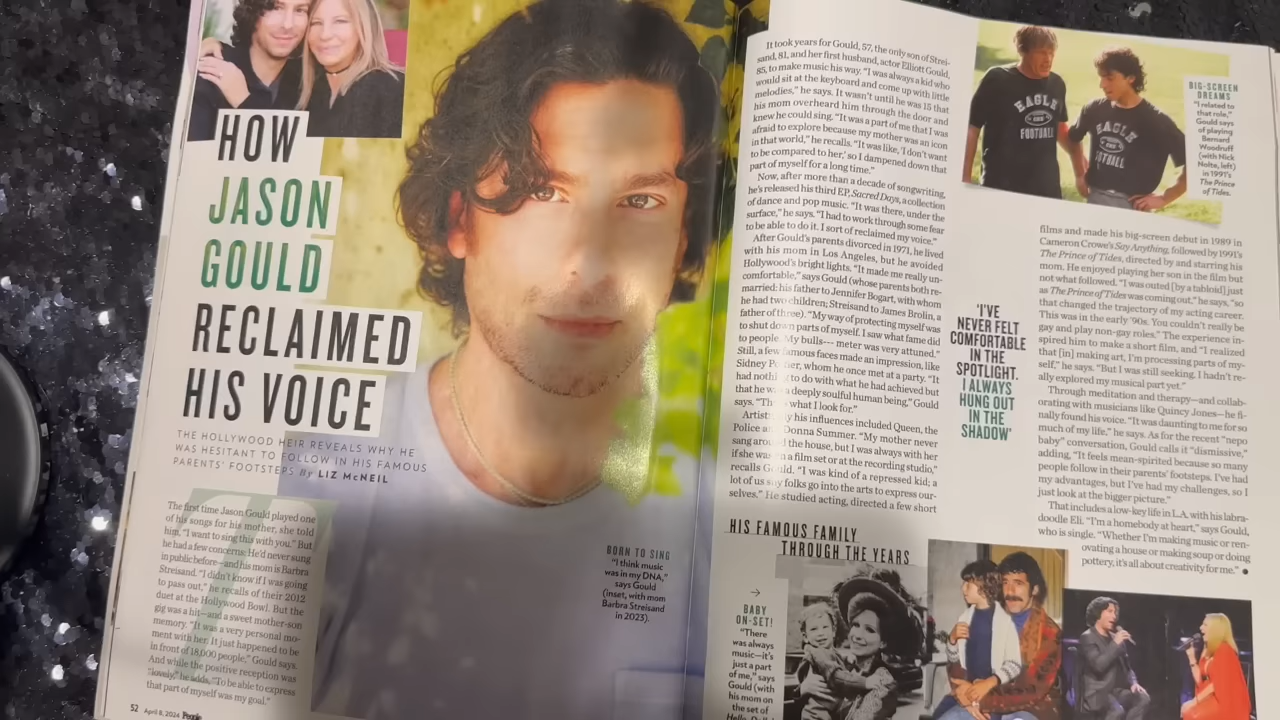 HOW
JASON
GOULD
RECLAIMED
HIS VOICE
THE HOLLYWOOD HEIR REVEALS WHY HE
WAS HESITANT TO FOLLOW IN HIS FAMOUS
PARENTS' FOOTSTEPS By LIZ McNEIL
The first time Jason Gould played one
of his songs for his mother, she told
him, "I want to sing this with you." But
he had a few concerns: He'd never sung
in public before—and his mom is Barbra
Streisand. "I didn't know if I was going
to pass out," he recalls of their 2012
duet at the Hollywood Bowl. But the
gig was a hit—and a sweet mother-son
memory. "It was a very personal mo-
ment with her. It just happened to be
in front of 18,000 people," Gould says.
And while the positive reception was
"lovely," he adds, "To be able to express
that part of myself was my goal."
52 April 8, 2024 People
BORN TO SING
"I think music
was in my DNA,"
says Gould
(inset, with mom
Barbra Streisand
in 2023).
It took years for Gould, 57, the only son of Strei-
sand, 81, and her first husband, actor Elliott Gould,
85, to make music his way. "I was always a kid who
would sit at the keyboard and come up with little
melodies," he says. It wasn't until he was 15 that
his mom overheard him through the door and
knew he could sing. "It was a part of me that I was
afraid to explore because my mother was an icon
in that world," he recalls. "It was like, 'I don't want
to be compared to her,' so I dampened down that
part of myself for a long time."
Now, after more than a decade of songwriting,
he's released his third EP, Sacred Days, a collection
of dance and pop music. "It was there, under the
surface," he says. "I had to work through some fear
to be able to do it. I sort of reclaimed my voice."
After Gould's parents divorced in 1971, he lived
with his mom in Los Angeles, but he avoided
Hollywood's bright lights. "It made me really un-
comfortable," says Gould (whose parents both re-
married: his father to Jennifer Bogart, with whom
he had two children; Streisand to James Brolin, a
father of three). "My way of protecting myself was
to shut down parts of myself. I saw what fame did
to people. My bulls--- meter was very attuned."
Still, a few famous faces made an impression, like
Sidney Poitier, whom he once met at a party. "It
had nothi to do with what he had achieved but
that he w a deeply soulful human being," Gould
says. "Th what I look for."
Artist y his influences included Queen, the
Police a Donna Summer. "My mother never
sang arou the house, but I was always with her
if she was n a film set or at the recording studio,"
recalls Gould. "I was kind of a repressed kid; a
lot of us gay folks go into the arts to express our-
selves." He studied acting, directed a few short
BIG-SCREEN
DREAMS
"I related to
that role,"
Gould says
of playing
Bernard
Woodruff
(with Nick
Nolte, left)
in 1991's
The Prince
of Tides.
EAGLE
FOOTBALL
EAGLE
FOOTBALL
'I'VE
NEVER FELT
COMFORTABLE
IN THE
SPOTLIGHT.
I ALWAYS
HUNG OUT
IN THE
SHADOW'
films and made his big-screen debut in 1989 in
Cameron Crowe's Say Anything, followed by 1991's
The Prince of Tides, directed by and starring his
mom. He enjoyed playing her son in the film but
not what followed. "I was outed [by a tabloid] just
as The Prince of Tides was coming out," he says, "so
that changed the trajectory of my acting career.
This was in the early '90s. You couldn't really be
gay and play non-gay roles." The experience in-
spired him to make a short film, and "I realized
that [in] making art, I'm processing parts of my-
self," he says. "But I was still seeking. I hadn't re-
ally explored my musical part yet."
Through meditation and therapy—and collab-
orating with musicians like Quincy Jones—he fi-
nally found his voice. "It was daunting to me for so
much of my life," he says. As for the recent "nepo
baby" conversation, Gould calls it "dismissive,"
adding, "It feels mean-spirited because so many
people follow in their parents' footsteps. I've had
my advantages, but I've had my challenges, so I
just look at the bigger picture."
That includes a low-key life in L.A. with his labra-
doodle Eli. "I'm a homebody at heart," says Gould,
who is single. "Whether I'm making music or ren-
ovating a house or making soup or doing
pottery, it's all about creativity for me."
HIS FAMOUS FAMILY
THROUGH THE YEARS
BABY
ON-SET!
"There
was always
music—it's
just a part
of me," says
Gould (with
his mom on
the set of
Hello, Dolly!